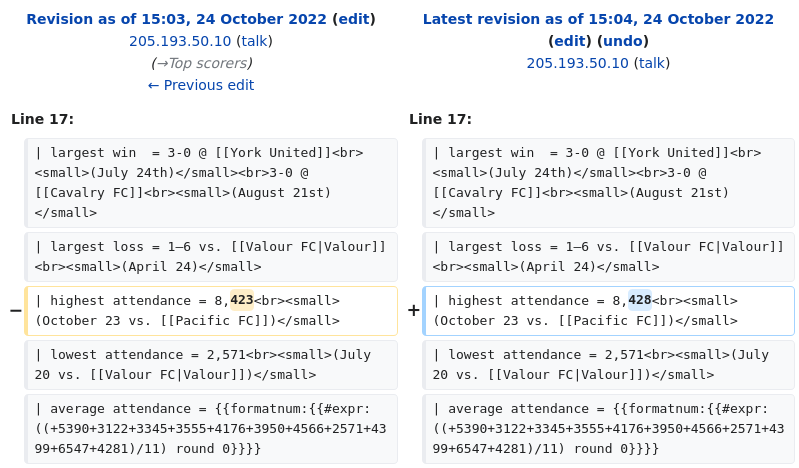 Revision as of 15:03, 24 October 2022 (edit)
205.193.50.10 (talk)
(→Top scorers)
← Previous edit
Latest revision as of 15:04, 24 October 2022
(edit) (undo)
205.193.50.10 (talk)
Line 17:
Line 17:
| largest win  = 3-0 @ [[York United]]<br>
<small>(July 24th)</small><br>3-0 @
[[Cavalry FC]]<br><small>(August 21st)
</small>
| largest win  = 3-0 @ [[York United]]<br>
<small>(July 24th)</small><br>3-0 @
[[Cavalry FC]]<br><small>(August 21st)
</small>
| largest loss = 1–6 vs. [[Valour FC|Valour]]
<br><small>(April 24)</small>
| largest loss = 1–6 vs. [[Valour FC|Valour]]
<br><small>(April 24)</small>
− | highest attendance = 8,423<br><small>
(October 23 vs. [[Pacific FC]])</small>
+ | highest attendance = 8,428<br><small>
(October 23 vs. [[Pacific FC]])</small>
| lowest attendance = 2,571<br><small>(July
20 vs. [[Valour FC|Valour]])</small>
| lowest attendance = 2,571<br><small>(July
20 vs. [[Valour FC|Valour]])</small>
| average attendance = {{formatnum:{{#expr:
((+5390+3122+3345+3555+4176+3950+4566+2571+43
99+6547+4281)/11) round 0}}}}
| average attendance = {{formatnum:{{#expr:
((+5390+3122+3345+3555+4176+3950+4566+2571+43
99+6547+4281)/11) round 0}}}}